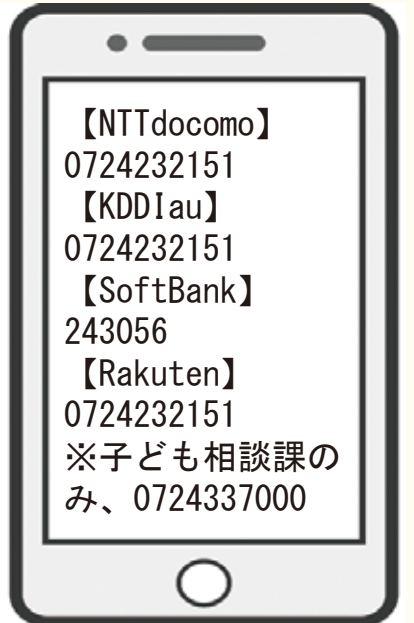 【NTTdocomo】
0724232151
【KDDIau】
0724232151
【SoftBank】
243056
【Rakuten】
0724232151
※子ども相談課の
み、0724337000